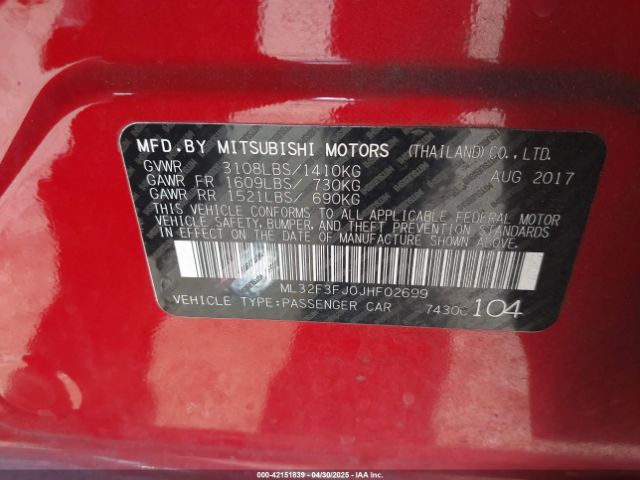 MFD.BY MITSUBISHI MOTORS (THAILAND)CO.,LTD.
GVWR 3108LBS/1410KG AUG 2017
GAWR FR 1609LBS/ 730KG
GAWR RR 1521LBS/ 690KG
THIS VEHICLE CONFORMS TO ALL APPLICABLE FEDERAL MOTOR
VEHICLE SAFETY, BUMPER, AND THEFT PREVENTION STANDARDS
IN EFFECT ON THE DATE OF MANUFACTURE SHOWN ABOVE.
ML32F3FJ0JHF02699
VEHICLE TYPE:PASSENGER CAR 104
000-42151839 - 04/30/2025 - IAA Inc.